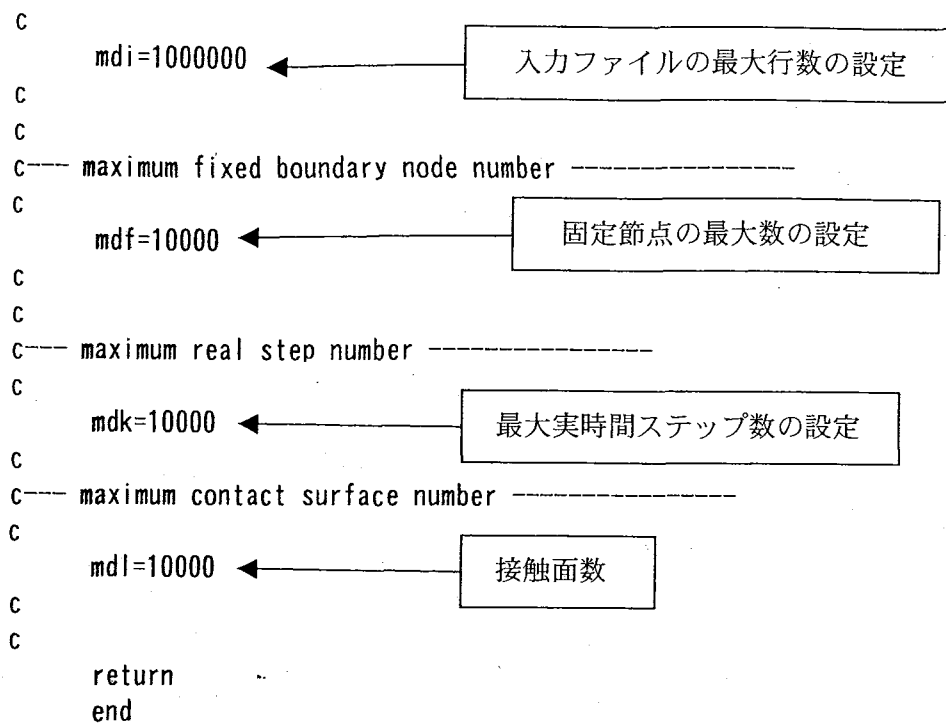 c
mdi=1000000
入力ファイルの最大行数の設定
c
c
c--- maximum fixed boundary node number ----------------
c
mdf=10000
固定節点の最大数の設定
c
c
c--- maximum real step number ----------------
c
mdk=10000
最大実時間ステップ数の設定
c
c--- maximum contact surface number ----------------
c
mdl=10000
接触面数
c
c
return
end